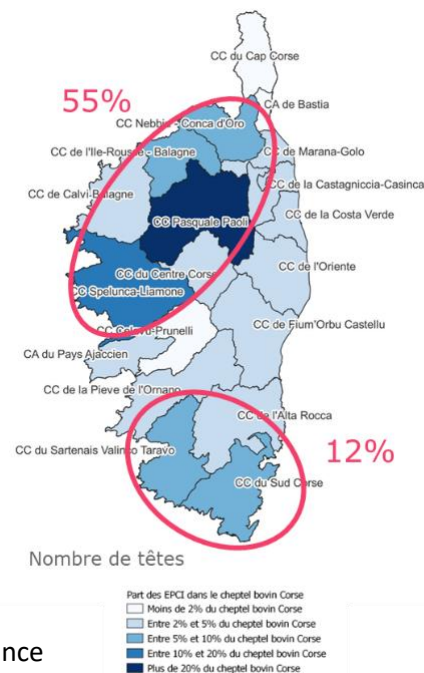 CC du Cap Corse
55%
CA de Bastia
CC Nebbiu - Conca d'Oro
CC de l'Ile-Rousse - Balagne
CC de Marana-Golo
CC de Calvi-Balagne
CC de la Castagniccia-Casinca
CC de la Costa Verde
CC Pasquale Paoli
CC de l'Oriente
CC du Centre Corse
CC Spelunca-Liamone
CC Celavu-Prunelli
CC de Fium'Orbu Castellu
CA du Pays Ajaccien
CC de la Pieve de l'Ornano
CC de l'Alta Rocca
CC du Sartenais Valinco Taravo
12%
CC du Sud Corse
Nombre de têtes
Part des EPCI dans le cheptel bovin Corse
Moins de 2% du cheptel bovin Corse
Entre 2% et 5% du cheptel bovin Corse
Entre 5% et 10% du cheptel bovin Corse
nce
Entre 10% et 20% du cheptel bovin Corse
Plus de 20% du cheptel bovin Corse